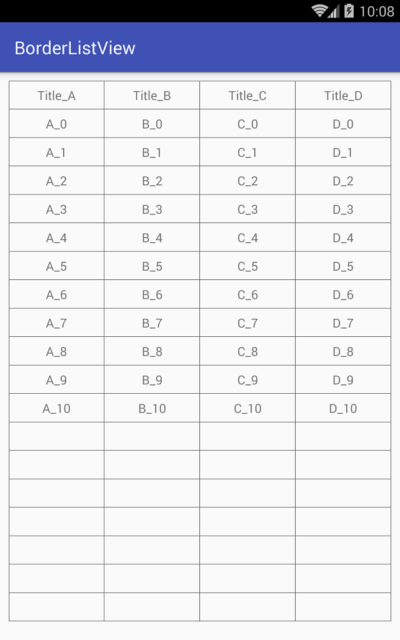 10:08
BorderListView
Title_A Title_B Title_C Title_D
A_0 B_0 C_0 D_0
A_1 B_1 C_1 D_1
A_2 B_2 C_2 D_2
A_3 B_3 C_3 D_3
A_4 B_4 C_4 D_4
A_5 B_5 C_5 D_5
A_6 B_6 C_6 D_6
A_7 B_7 C_7 D_7
A_8 B_8 C_8 D_8
A_9 B_9 C_9 D_9
A_10 B_10 C_10 D_10